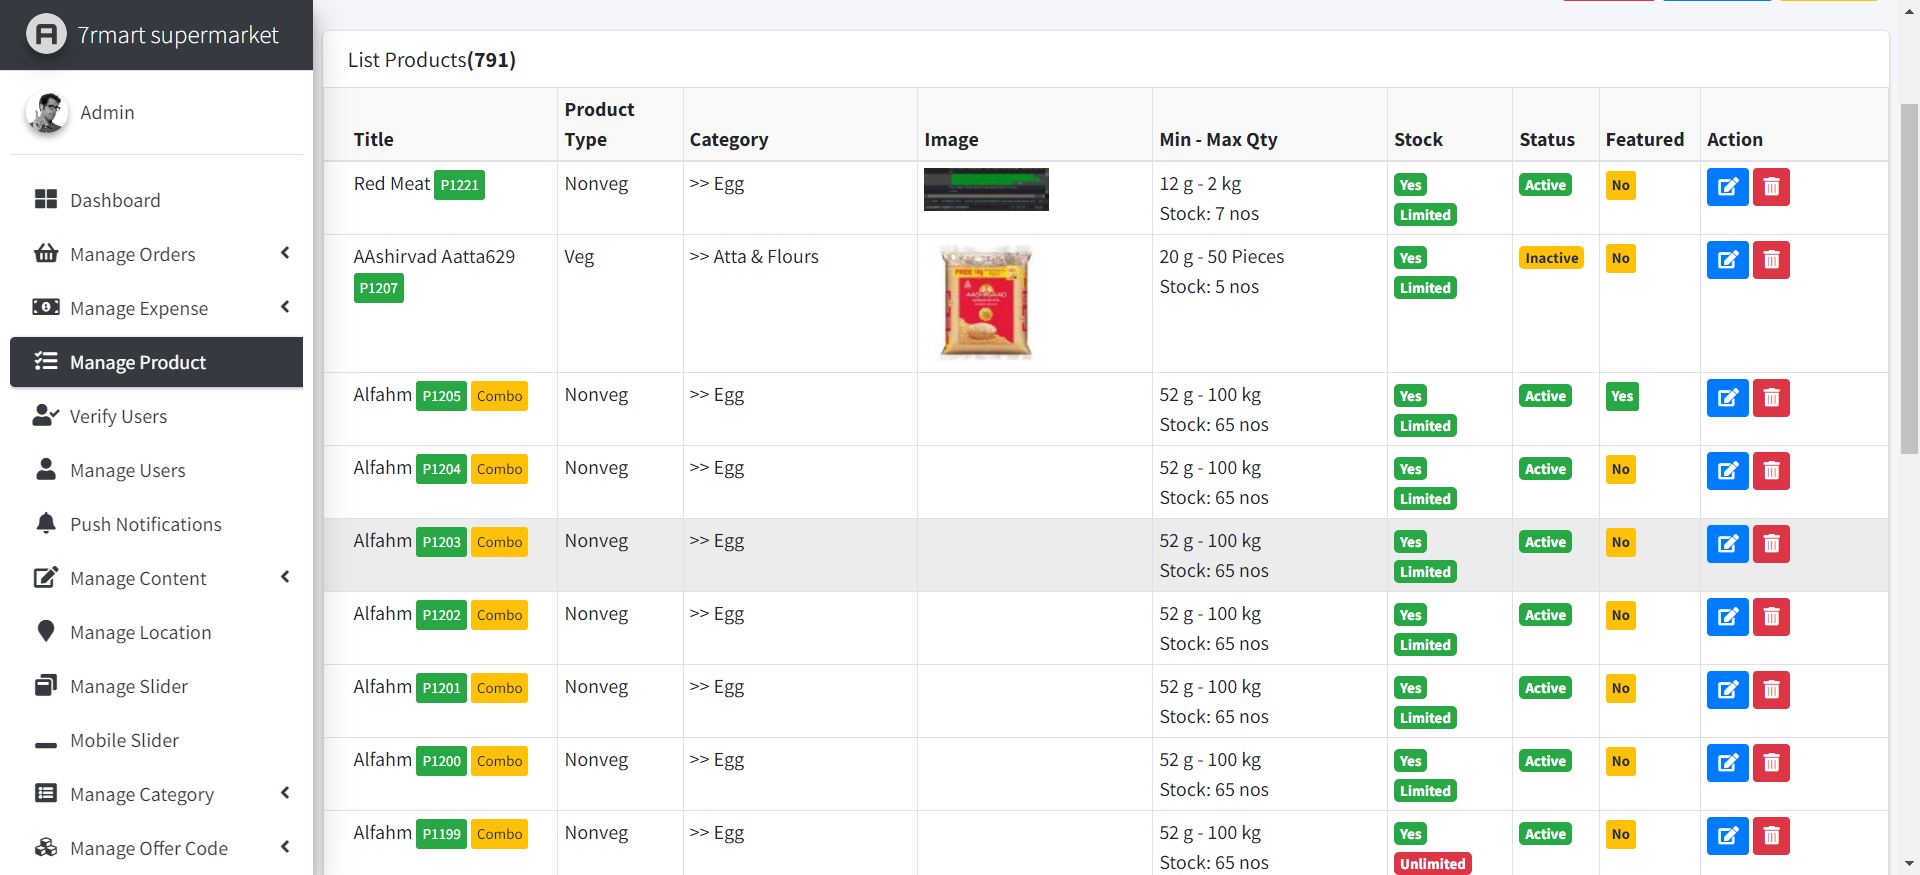 7rmart supermarket
Admin
Dashboard
Manage Orders
Manage Expense
Manage Product
Verify Users
Manage Users
Push Notifications
Manage Content
Manage Location
Manage Slider
Mobile Slider
Manage Category
Manage Offer Code
List Products(791)
Title Product Type Category Image Min - Max Qty Stock Status Featured Action
Red Meat P1221 Nonveg >> Egg 12 g - 2 kg Yes Active No
Stock: 7 nos Limited
AAshirvad Aatta629 Veg >> Atta & Flours 20 g - 50 Pieces Yes Inactive No
P1207 Stock: 5 nos Limited
Alfahm P1205 Combo Nonveg >> Egg 52 g - 100 kg Yes Active Yes
Stock: 65 nos Limited
Alfahm P1204 Combo Nonveg >> Egg 52 g - 100 kg Yes Active No
Stock: 65 nos Limited
Alfahm P1203 Combo Nonveg >> Egg 52 g - 100 kg Yes Active No
Stock: 65 nos Limited
Alfahm P1202 Combo Nonveg >> Egg 52 g - 100 kg Yes Active No
Stock: 65 nos Limited
Alfahm P1201 Combo Nonveg >> Egg 52 g - 100 kg Yes Active No
Stock: 65 nos Limited
Alfahm P1200 Combo Nonveg >> Egg 52 g - 100 kg Yes Active No
Stock: 65 nos Limited
Alfahm P1199 Combo Nonveg >> Egg 52 g - 100 kg Yes Active No
Stock: 65 nos Unlimited